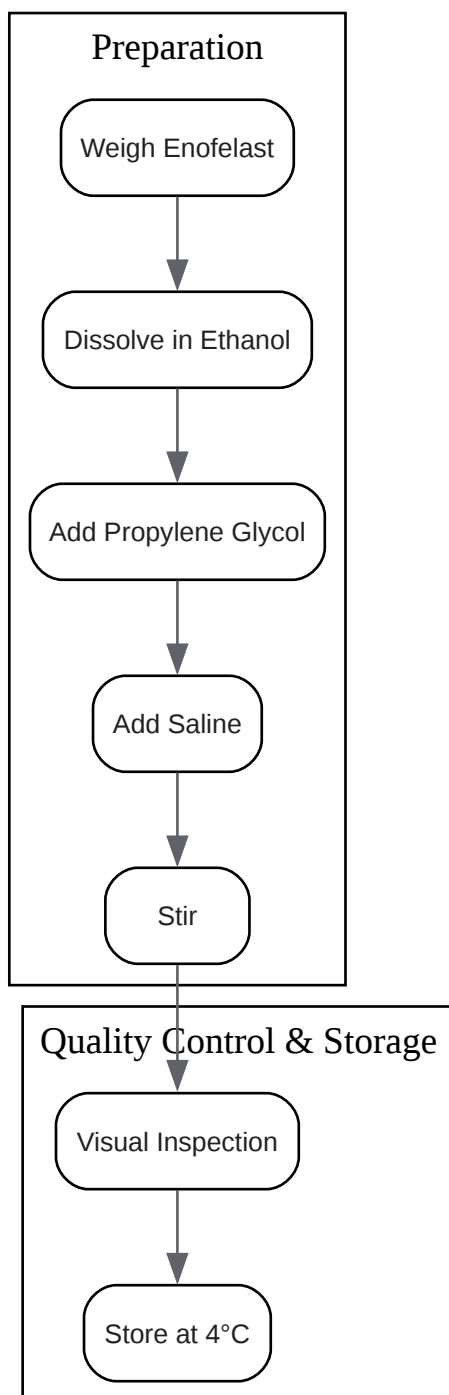 Preparation
Weigh Enofelast
Dissolve in Ethanol
Add Propylene Glycol
Add Saline
Stir
Quality Control & Storage
Visual Inspection
Store at 4°C